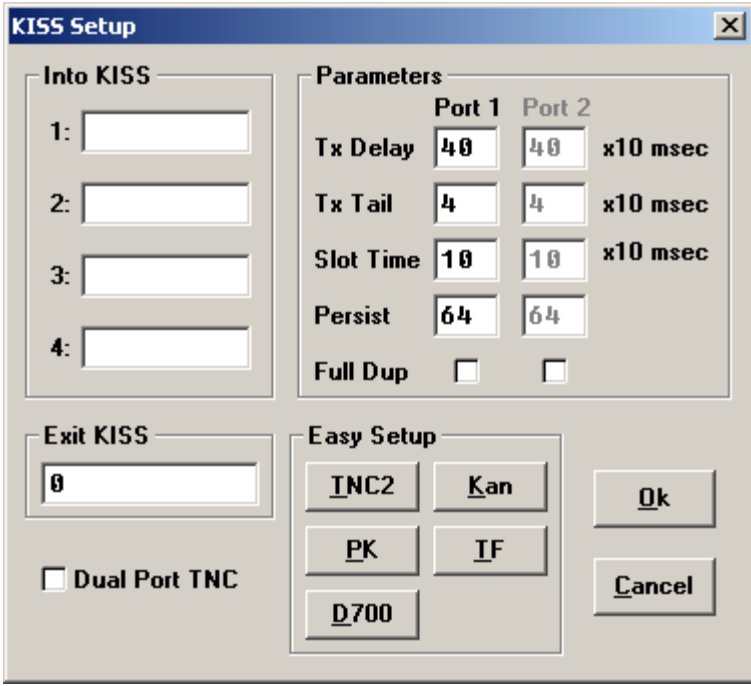 KISS Setup
Into KISS
1:
2:
3:
4:
Parameters
Port 1 Port 2
Tx Delay 40 40 x10 msec
Tx Tail 4 4 x10 msec
Slot Time 10 10 x10 msec
Persist 64 64
Full Dup
Exit KISS
0
Dual Port TNC
Easy Setup
TNC2 Kan
PK TF
D700
Ok
Cancel